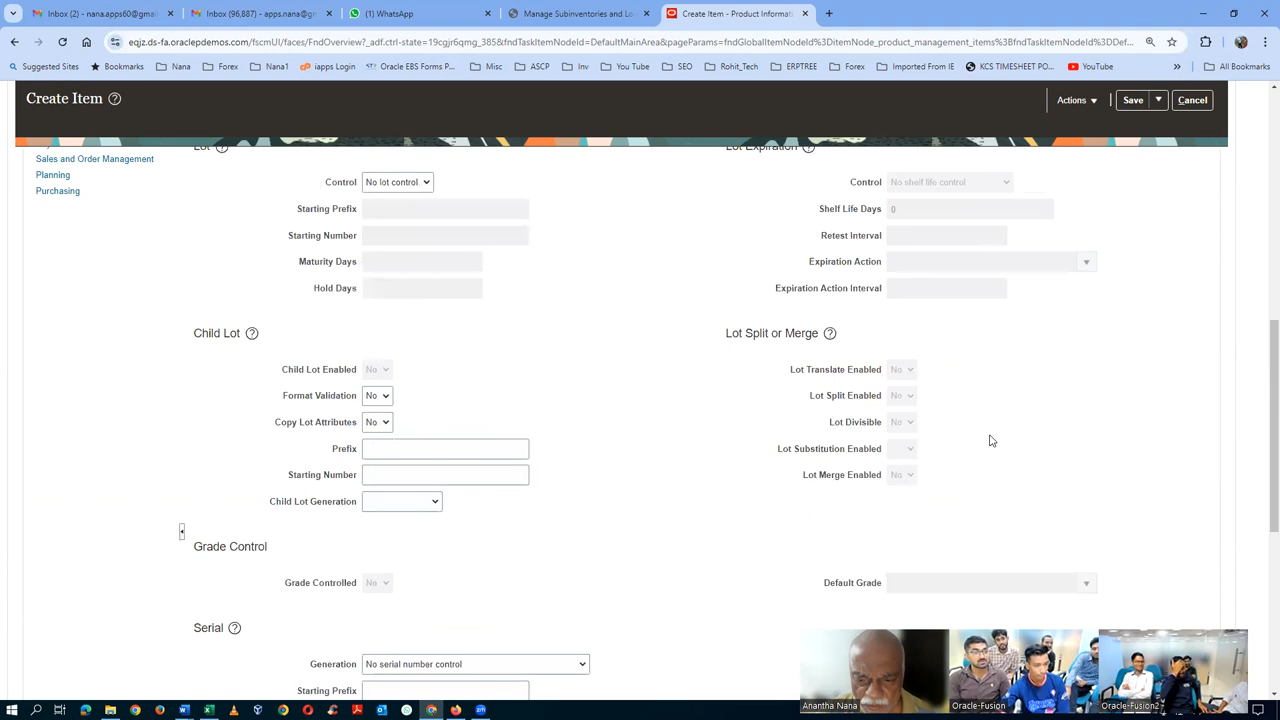 Inbox (31) - nana.apps60@gm
Inbox (96,887) - appsora1@gm
(1) WhatsApp
Manage Subinventories and Lo
Create Item - Product Informati
eqjz.ds-fa.oraclepdemos.com/fscmUI/faces/FndOverview?_adf.ctrl-state=19cgjr6qmg_385&fndTaskItemNodeId=DefaultMainArea&pageParams=fndGlobalItemNodeId%3DitemNode_product_management_items%3BfndTaskItemNodeId%3DDef...
Suggested Sites
Bookmarks
Nana
Forex
Nana1
iapps Login
Oracle EBS Forms P...
Misc
ASCP
Inv
You Tube
SEO
Rohit_Tech
ERPTREE
Forex
Imported From IE
KCS TIMESHEET PO...
YouTube
All Bookmarks
Create Item
Actions
Save
Cancel
Sales and Order Management
Planning
Purchasing
Lot
Control No lot control
Starting Prefix
Starting Number
Maturity Days
Hold Days
Lot Expiration
Control No shelf life control
Shelf Life Days 0
Retest Interval
Expiration Action
Expiration Action Interval
Child Lot
Child Lot Enabled No
Format Validation No
Copy Lot Attributes No
Prefix
Starting Number
Child Lot Generation
Lot Split or Merge
Lot Translate Enabled No
Lot Split Enabled No
Lot Divisible No
Lot Substitution Enabled
Lot Merge Enabled No
Grade Control
Grade Controlled No
Default Grade
Serial
Generation No serial number control
Starting Prefix
Anantha Nana
Oracle-Fusion
Oracle-Fusion2